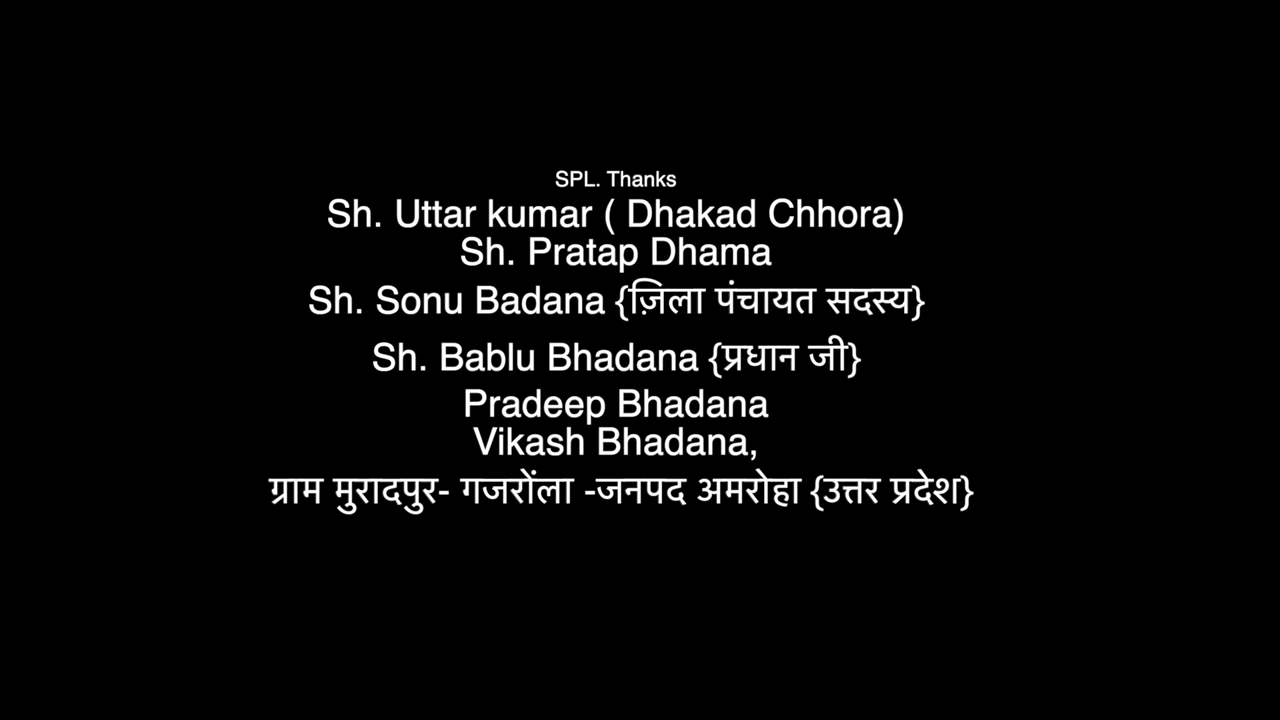 SPL. Thanks
Sh. Uttar kumar ( Dhakad Chhora)
Sh. Pratap Dhama
Sh. Sonu Badana {ज़िला पंचायत सदस्य}
Sh. Bablu Bhadana {प्रधान जी}
Pradeep Bhadana
Vikash Bhadana,
ग्राम मुरादपुर- गजरोंला -जनपद अमरोहा {उत्तर प्रदेश}